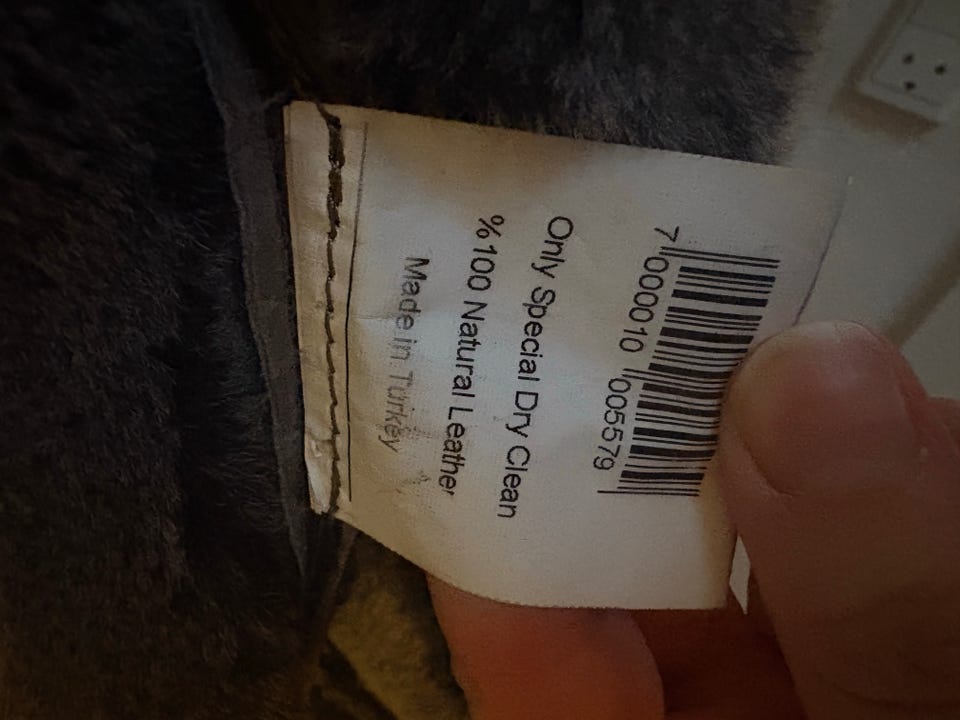 7 000010 005579
Only Special Dry Clean
%100 Natural Leather
Made in Turkey